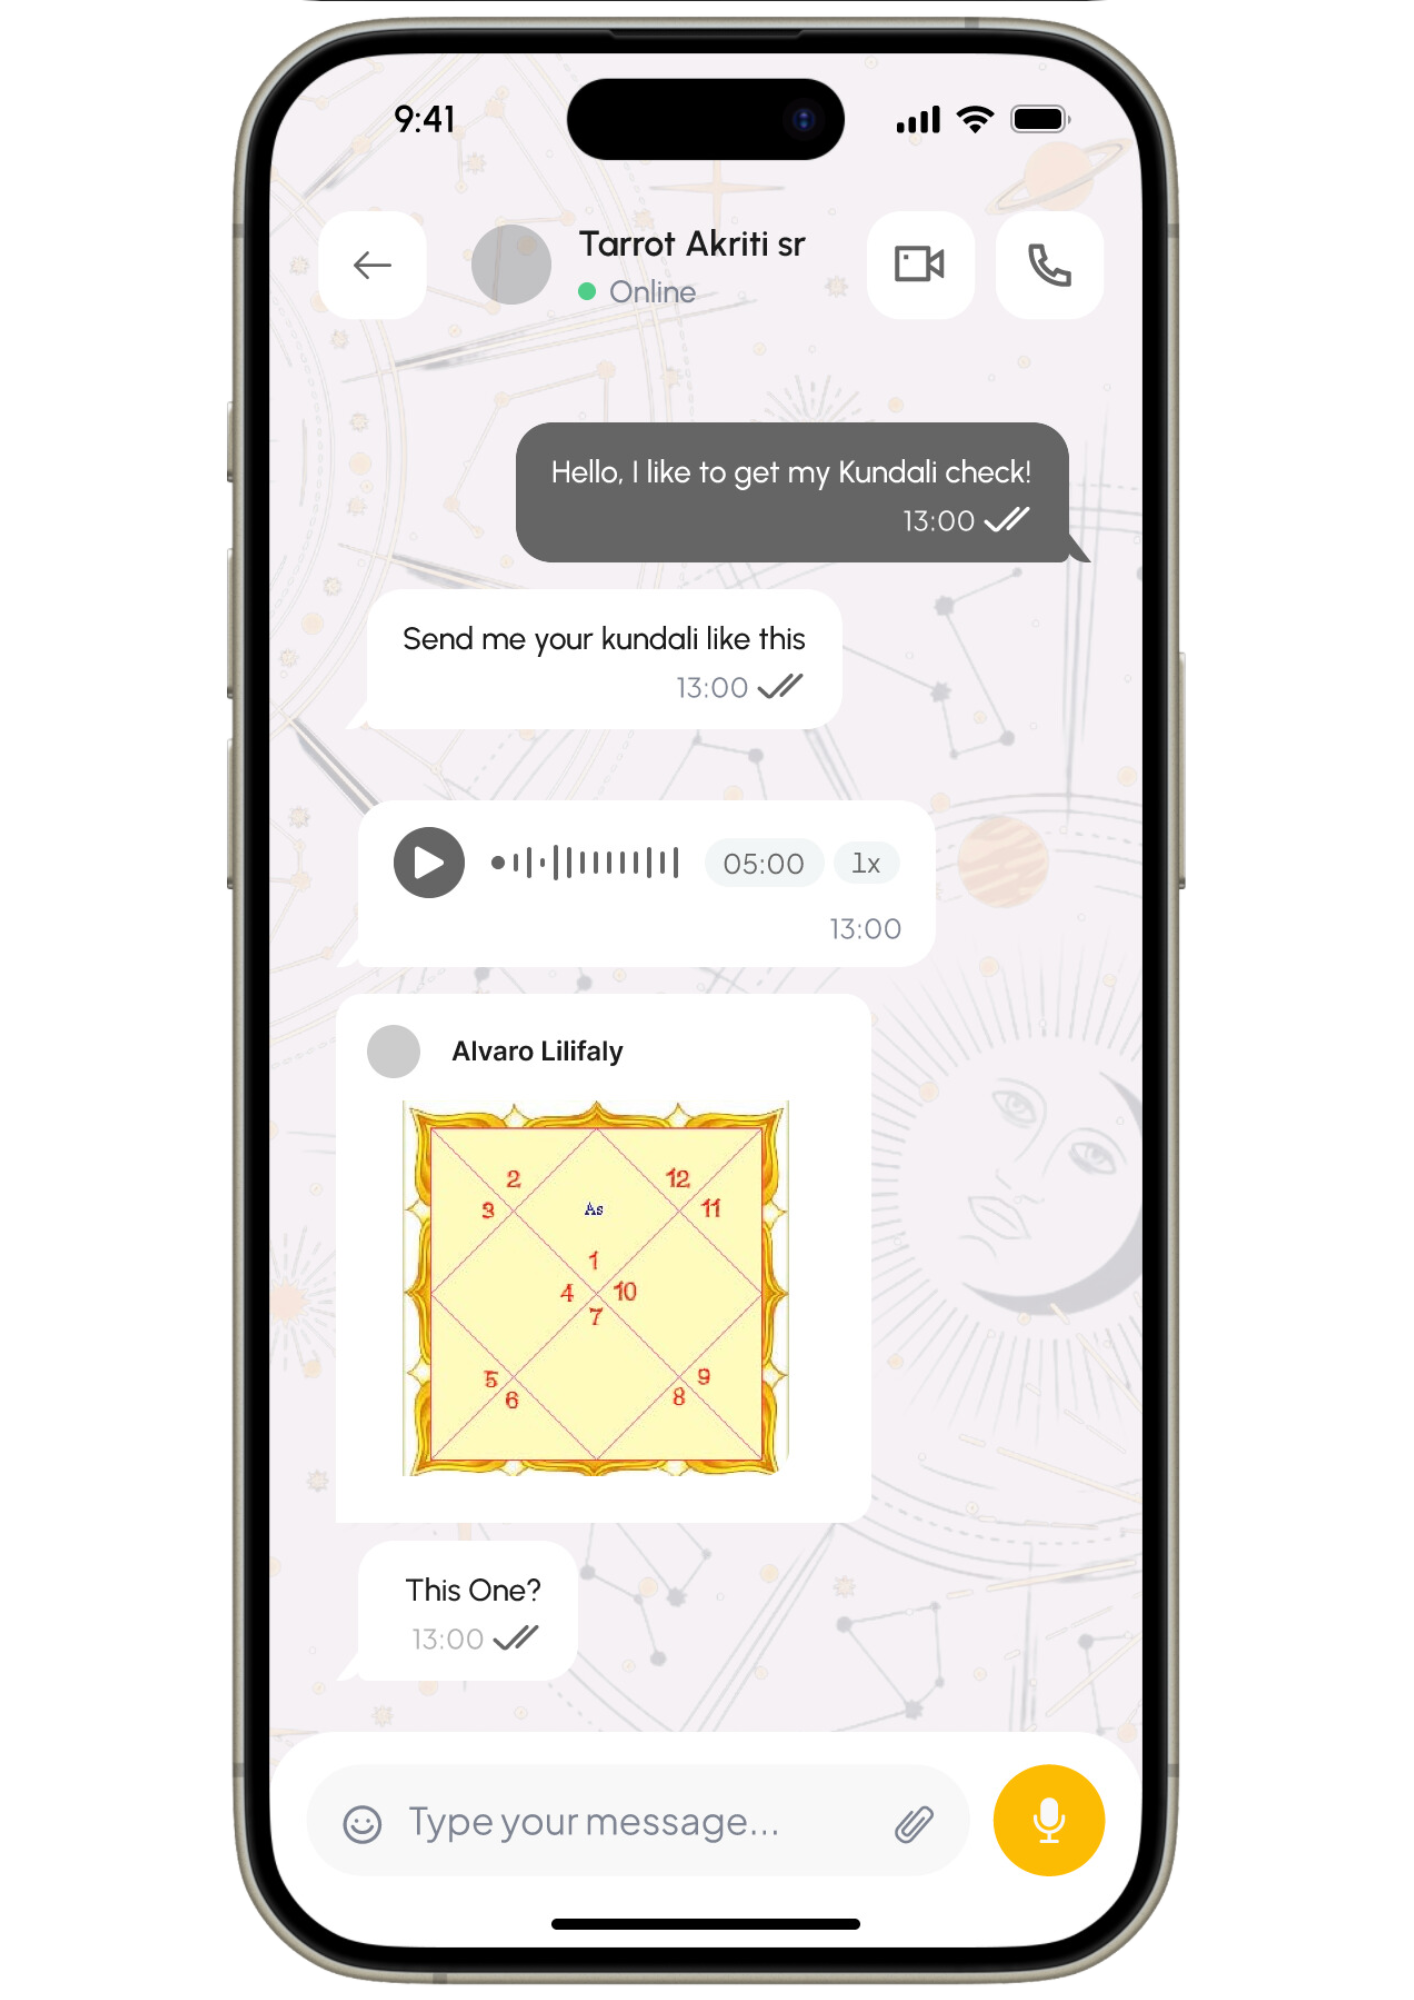 9:41
Tarrot Akriti sr
Online
Hello, I like to get my Kundali check!
13:00
Send me your kundali like this
13:00
05:00 1x
13:00
Alvaro Lilifaly
2 12
3 As 11
1
4 10
7
5 9
6 8
This One?
13:00
Type your message...